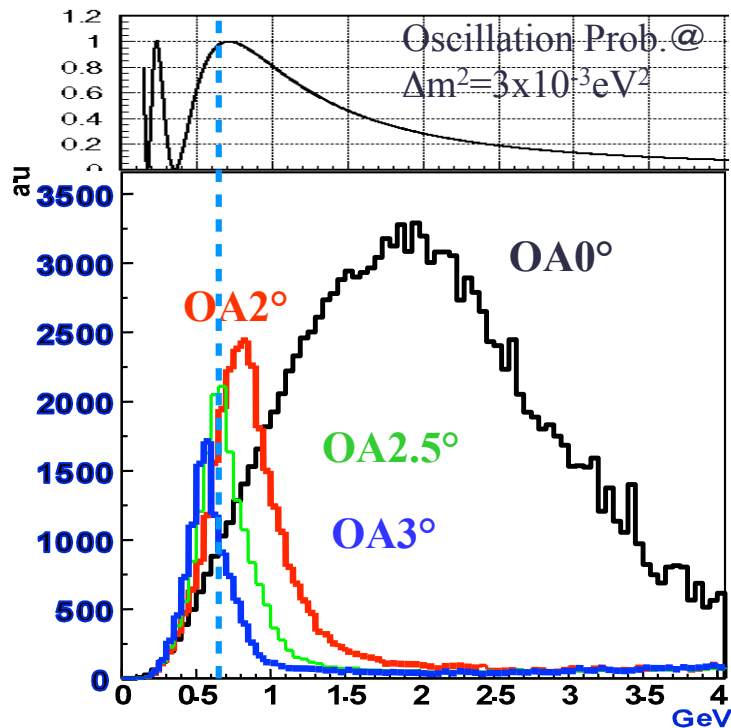 1.2
1
0.8
0.6
0.4
0.2
0
Oscillation Prob.@
Δm²=3x10⁻³eV²
a.u
3500
3000
2500
2000
1500
1000
500
0
OA0°
OA2°
OA2.5°
OA3°
0 0·5 1 1·5 2 2·5 3 3·5 4
GeV